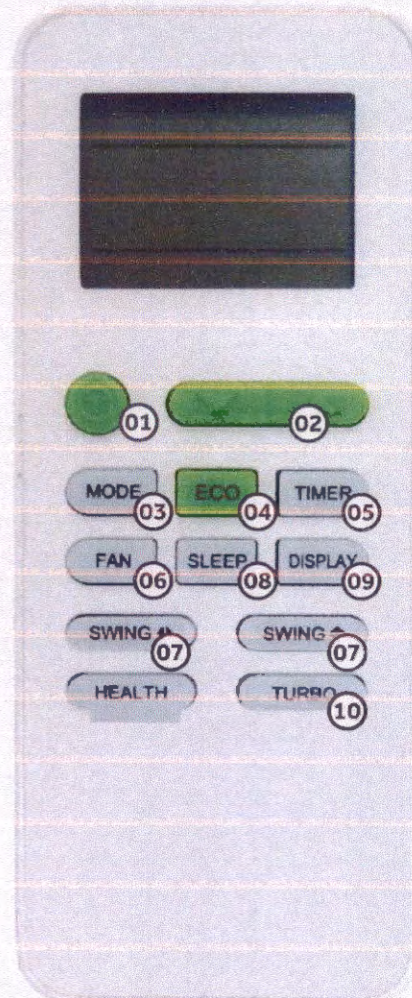 01 02
MODE ECO TIMER
03 04 05
FAN SLEEP DISPLAY
06 08 09
SWING SWING
07 07
HEALTH TURBO
10